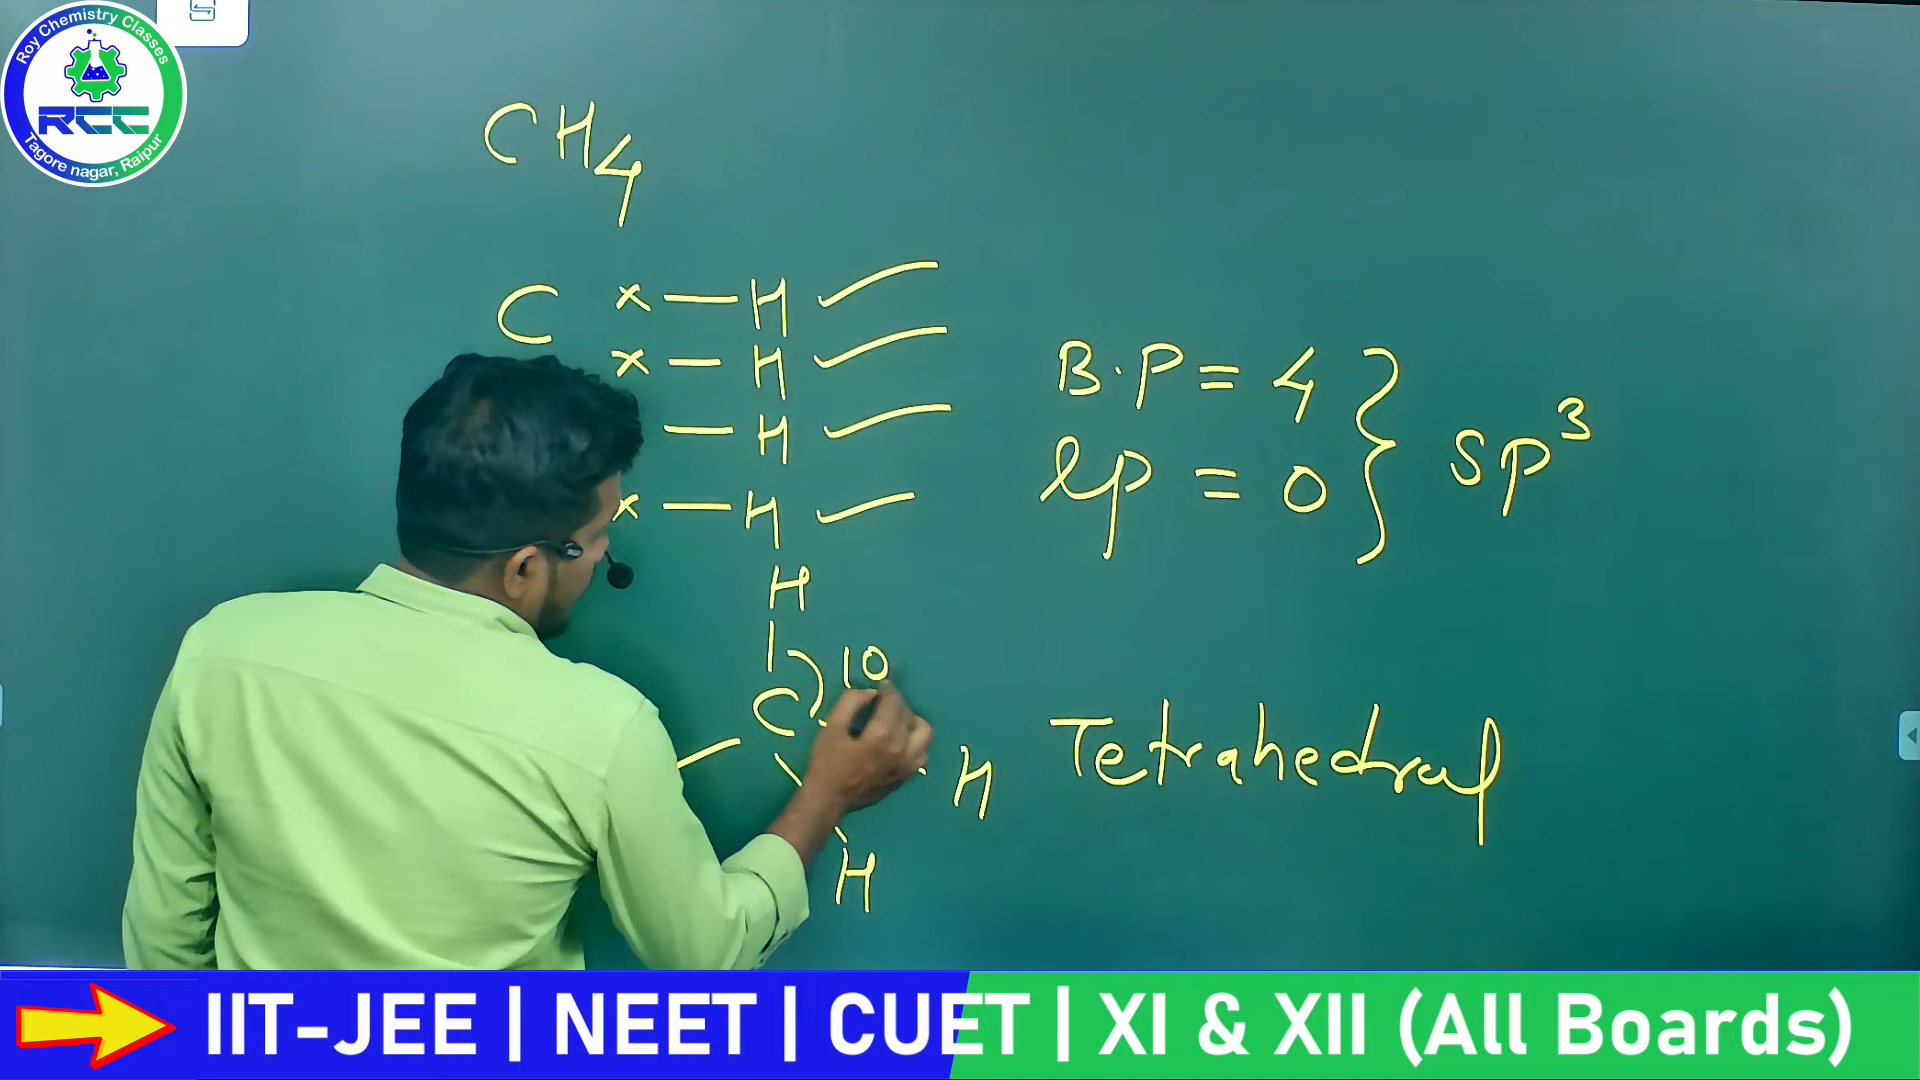 Roy Chemistry Classes
RCC
Tagore nagar, Raipur
CH4
C x — H
x — H
— H
x — H
B.P = 4
lp = 0
} sp³
H
C
10
H
H
Tetrahedral
IIT-JEE | NEET | CUET | XI & XII (All Boards)